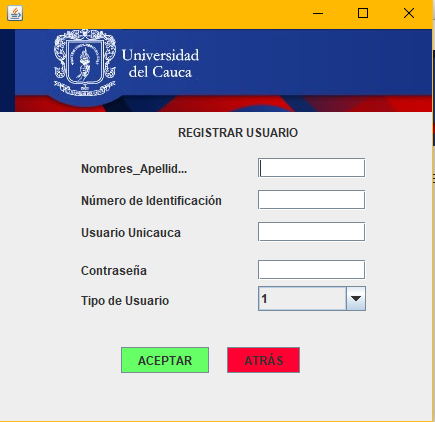 Universidad
del Cauca
REGISTRAR USUARIO
Nombres_Apellid...
Número de Identificación
Usuario Unicauca
Contraseña
Tipo de Usuario
1
ACEPTAR ATRÁS